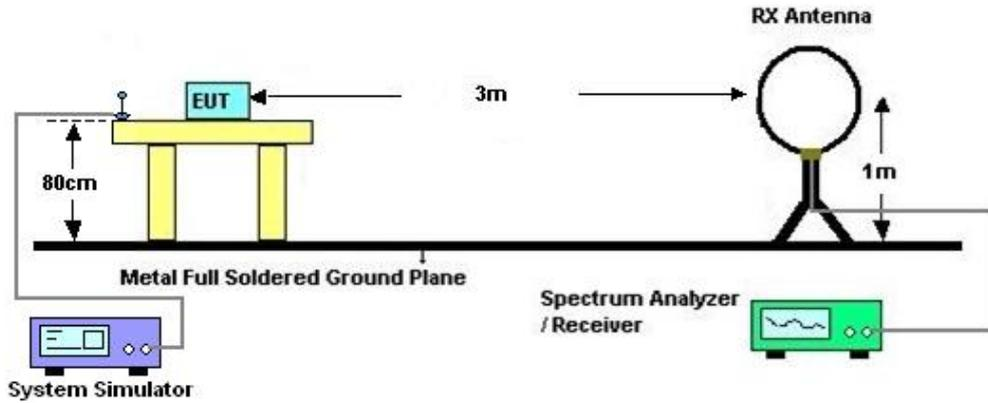 RX Antenna
EUT
3m
80cm
1m
Metal Full Soldered Ground Plane
Spectrum Analyzer
/ Receiver
System Simulator